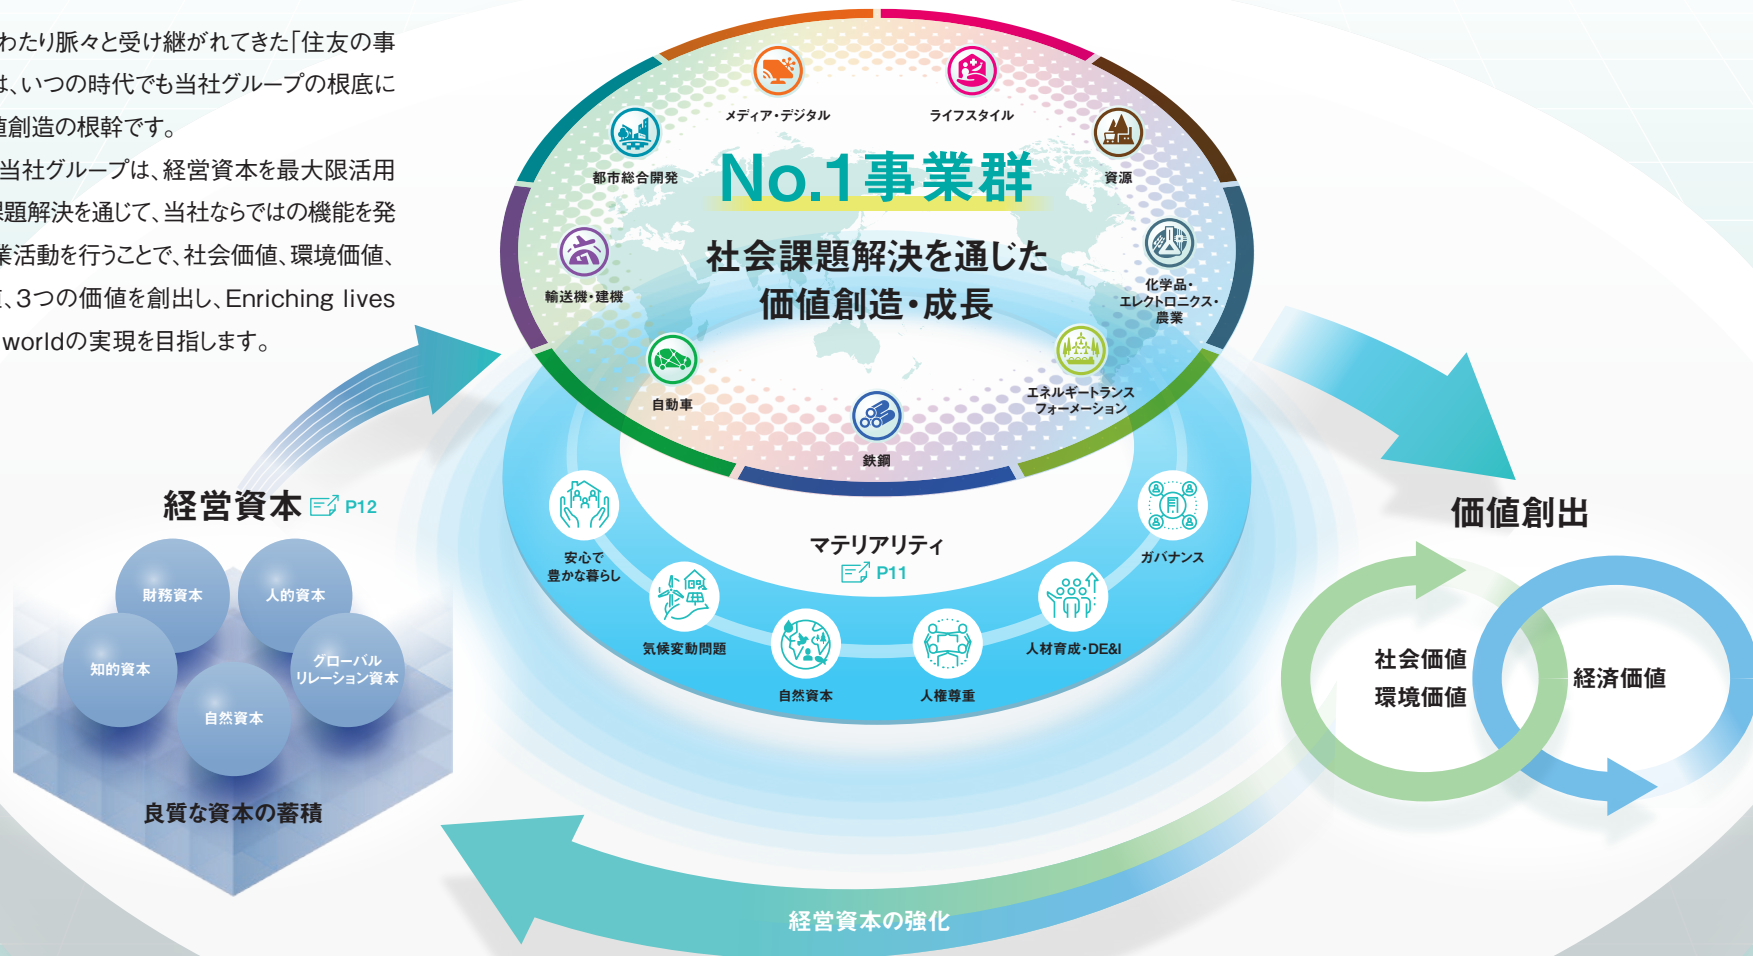 わたり脈々と受け継がれてきた「住友の事
は、いつの時代でも当社グループの根底に
値創造の根幹です。
当社グループは、経営資本を最大限活用
課題解決を通じて、当社ならではの機能を発
業活動を行うことで、社会価値、環境価値、
値、3つの価値を創出し、Enriching lives
worldの実現を目指します。
メディア・デジタル
ライフスタイル
都市総合開発
資源
No.1事業群
輸送機・建機
社会課題解決を通じた
価値創造・成長
化学品・
エレクトロニクス・
農業
自動車
エネルギートランス
フォーメーション
鉄鋼
経営資本 P12
財務資本
人的資本
知的資本
グローバル
リレーション資本
自然資本
良質な資本の蓄積
マテリアリティ
P11
安心で
豊かな暮らし
気候変動問題
自然資本
人権尊重
人材育成・DE&I
ガバナンス
価値創出
社会価値
環境価値
経済価値
経営資本の強化